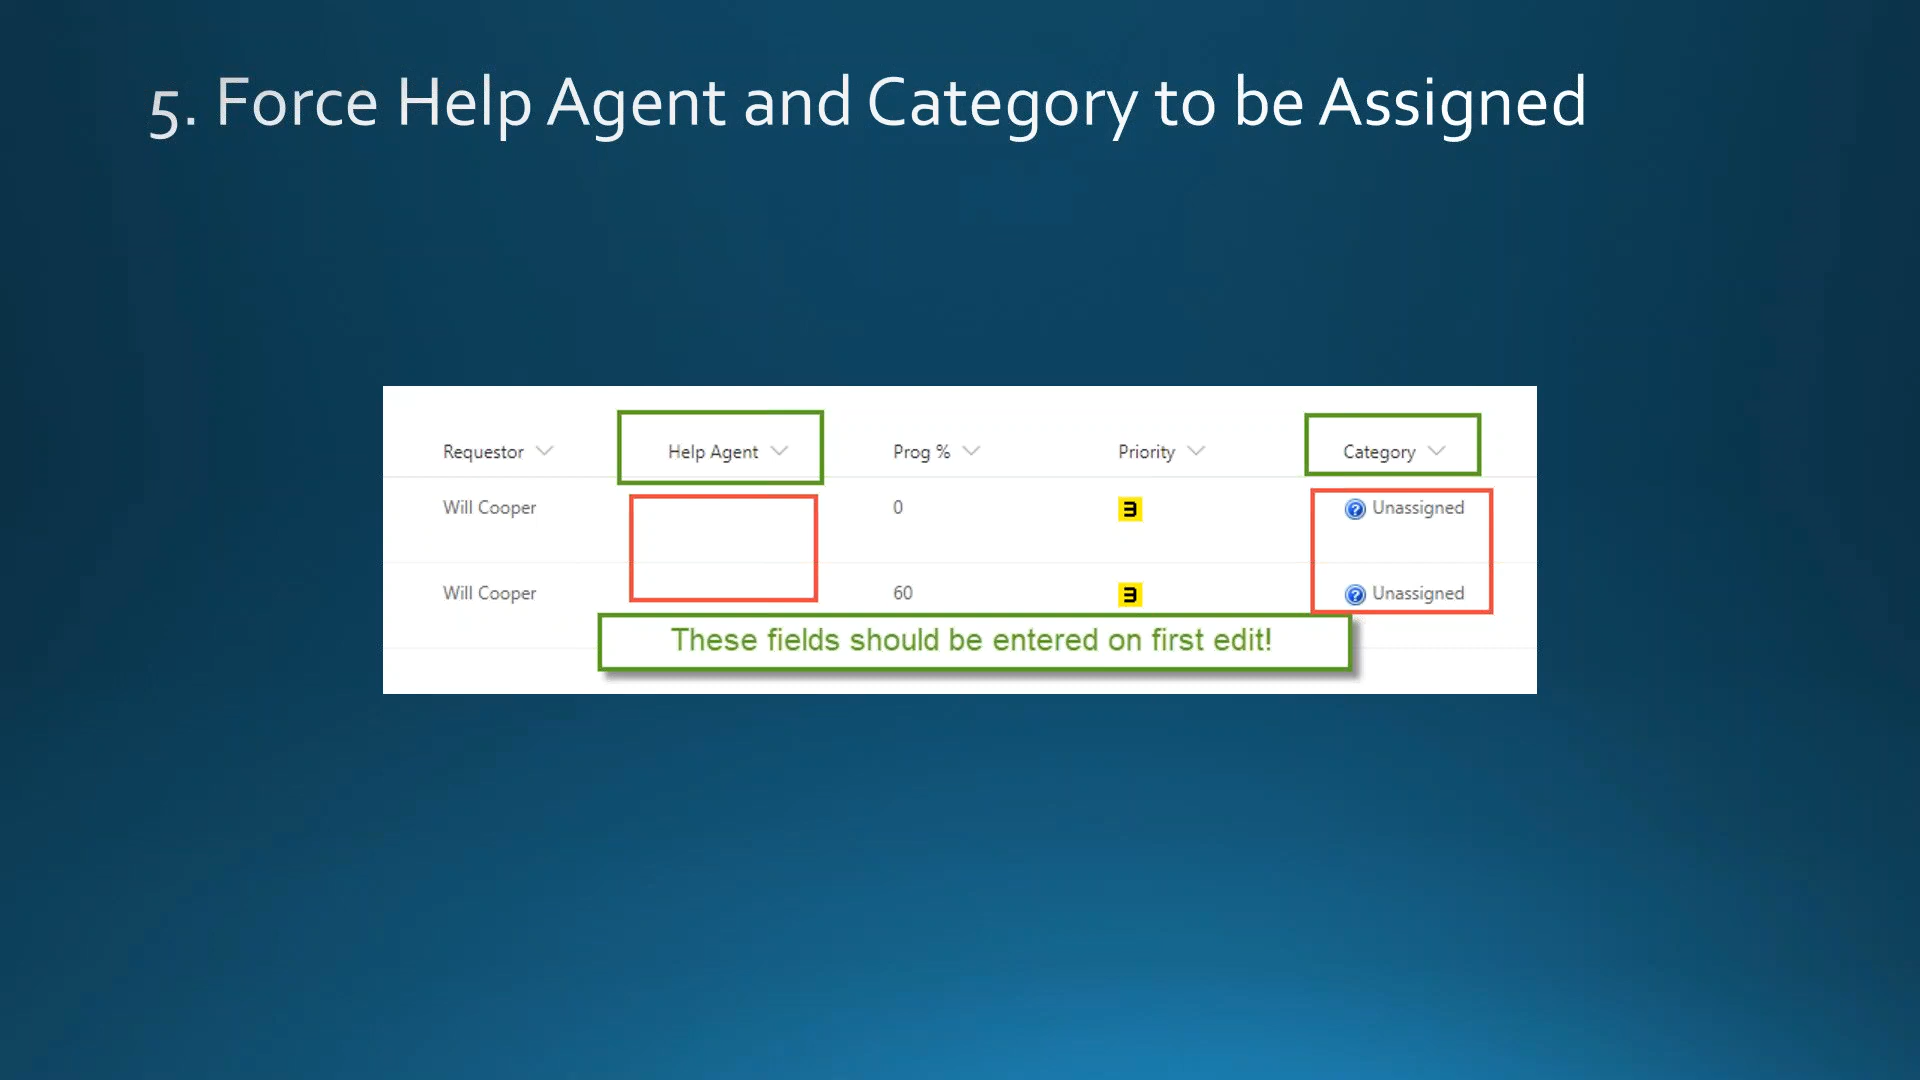 5. Force Help Agent and Category to be Assigned
Requestor Help Agent Prog % Priority Category
Will Cooper 0 3 Unassigned
Will Cooper 60 3 Unassigned
These fields should be entered on first edit!